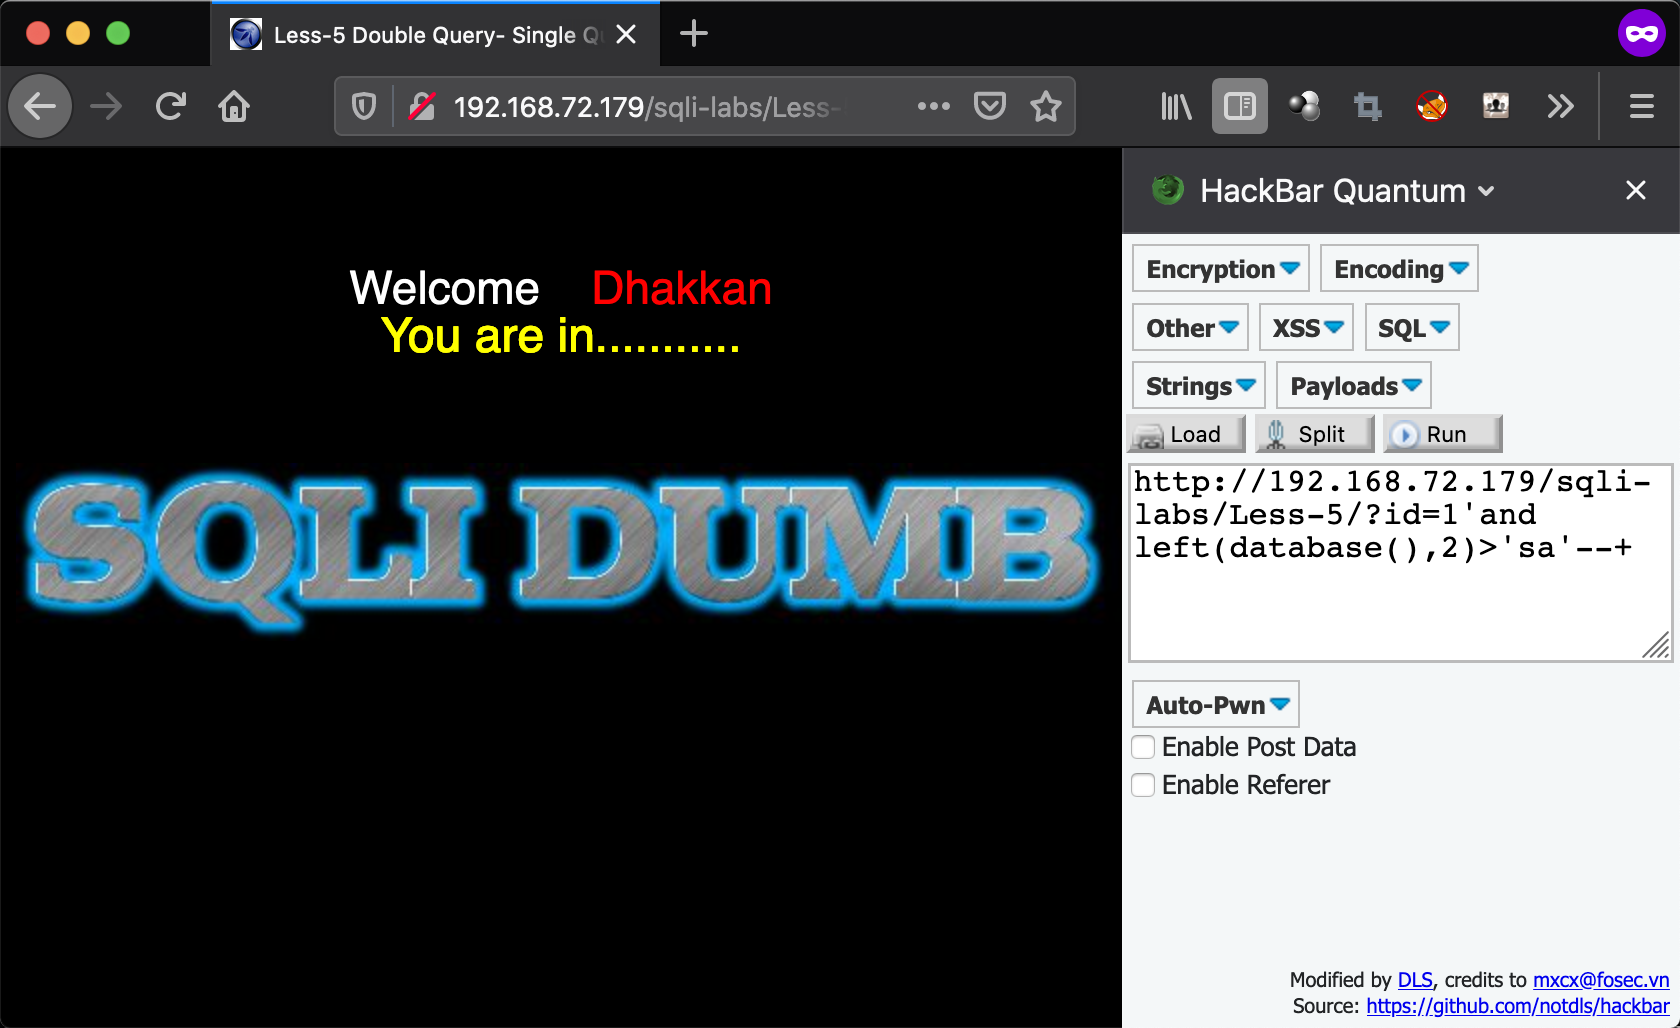 Less-5 Double Query- Single Qu
192.168.72.179/sqli-labs/Less-
HackBar Quantum
Welcome Dhakkan
You are in...........
SQLI DUMB
Encryption Encoding
Other XSS SQL
Strings Payloads
Load Split Run
http://192.168.72.179/sqli-
labs/Less-5/?id=1'and
left(database(),2)>'sa'--+
Auto-Pwn
Enable Post Data
Enable Referer
Modified by DLS, credits to mxcx@fosec.vn
Source: https://github.com/notdls/hackbar